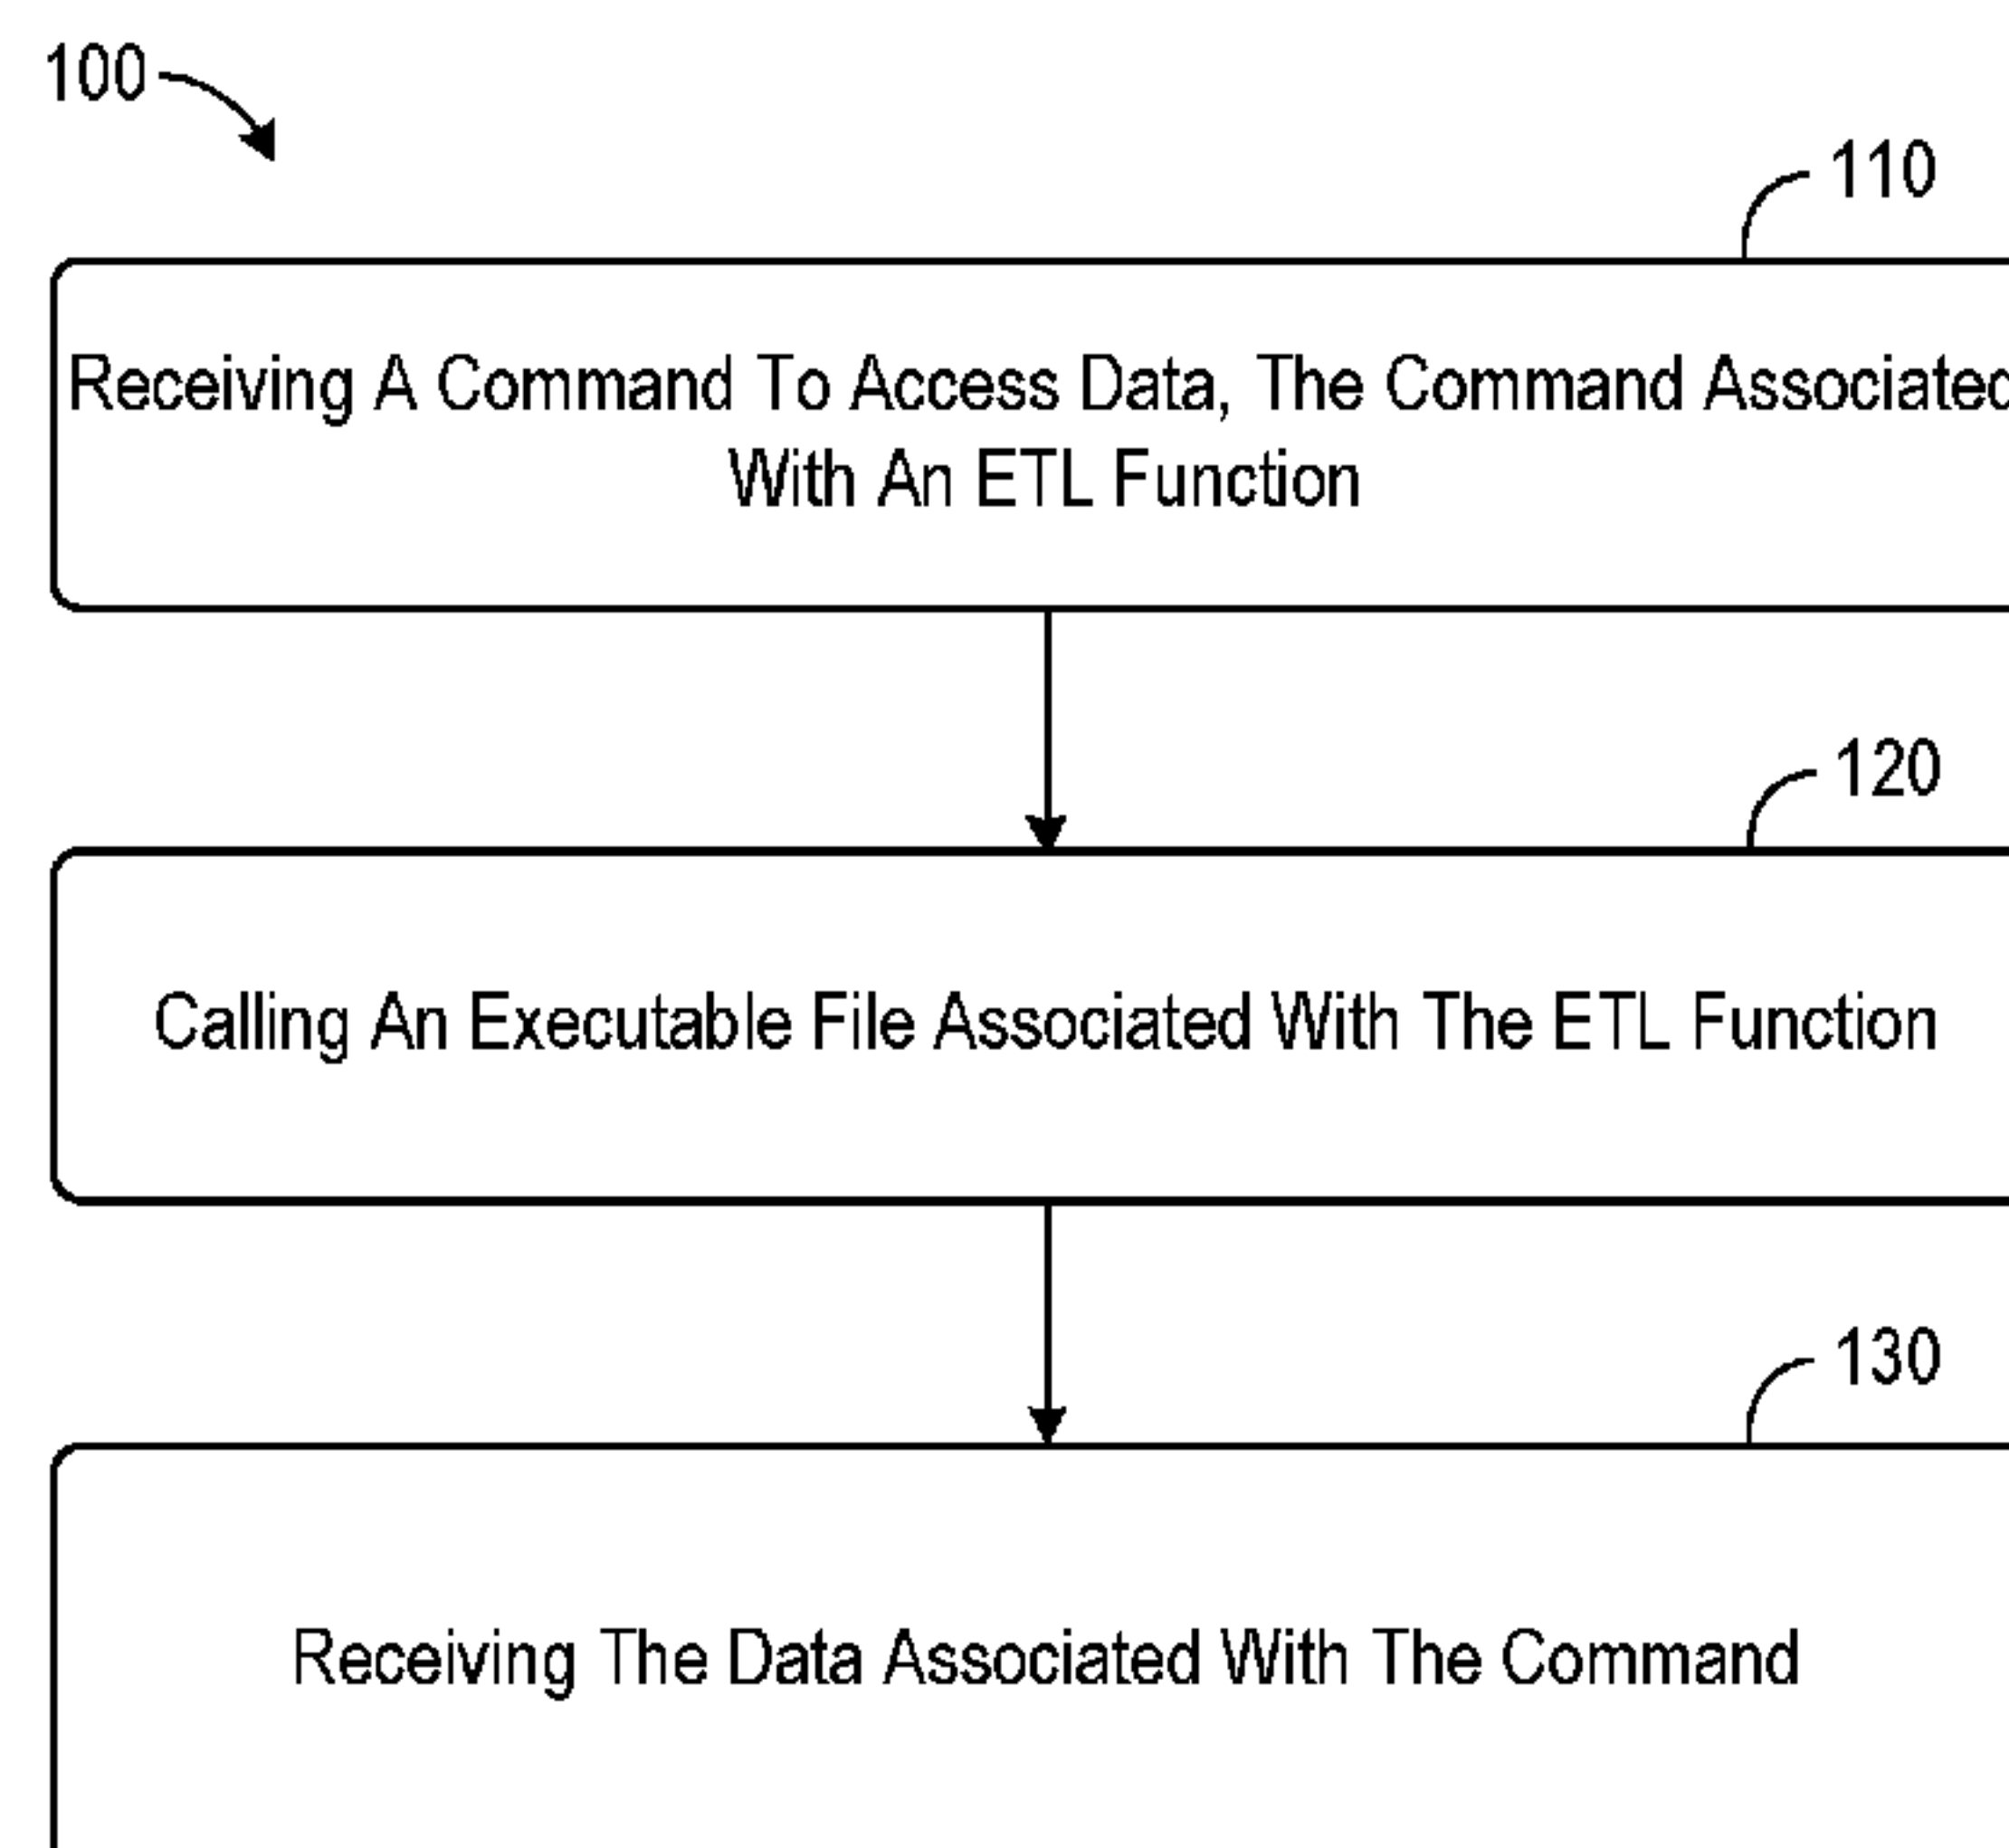 100
110
Receiving A Command To Access Data, The Command Associated
With An ETL Function
120
Calling An Executable File Associated With The ETL Function
130
Receiving The Data Associated With The Command